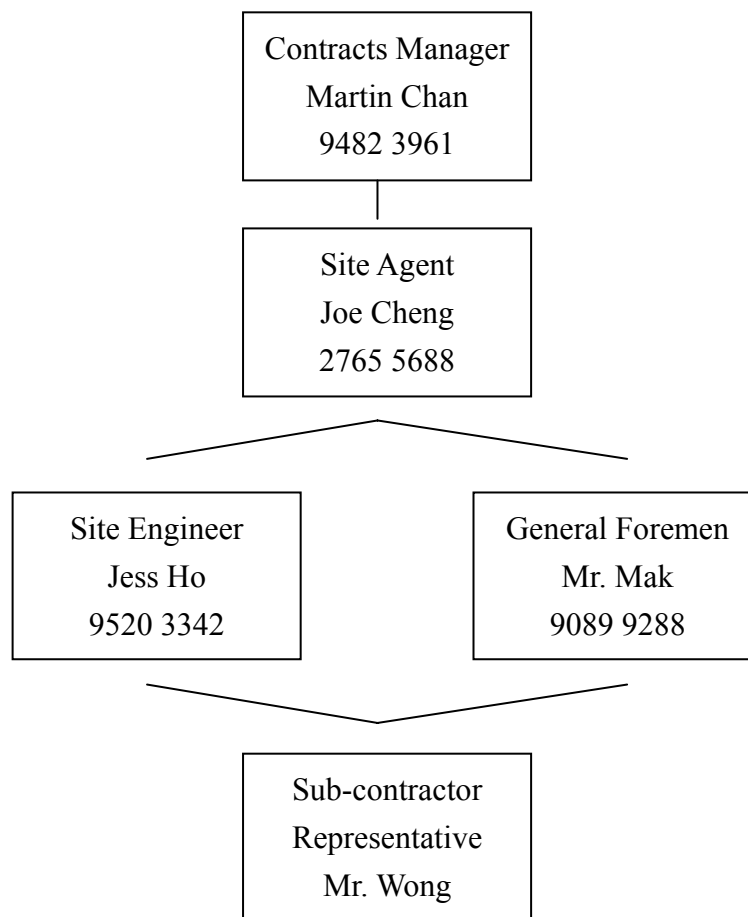 Contracts Manager
Martin Chan
9482 3961
Site Agent
Joe Cheng
2765 5688
Site Engineer
Jess Ho
9520 3342
General Foremen
Mr. Mak
9089 9288
Sub-contractor
Representative
Mr. Wong